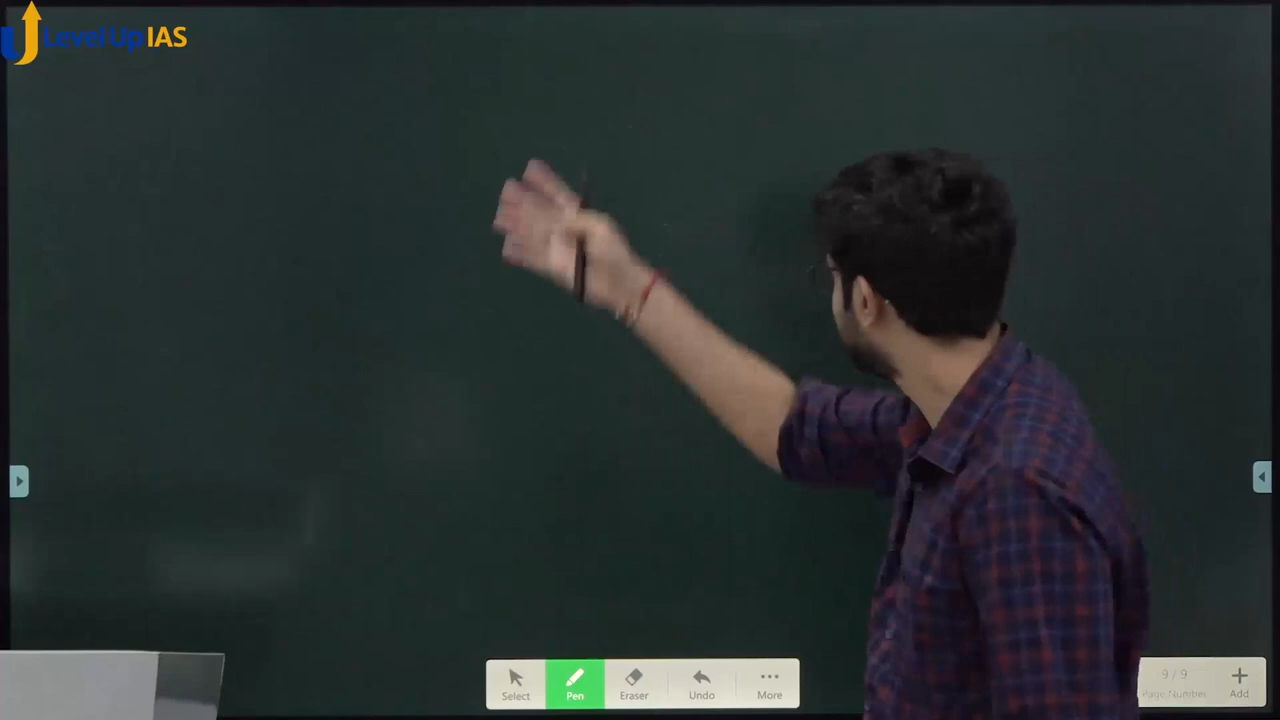 Level Up IAS
Select
Pen
Eraser
Undo
More
9 / 9
Page Number
Add